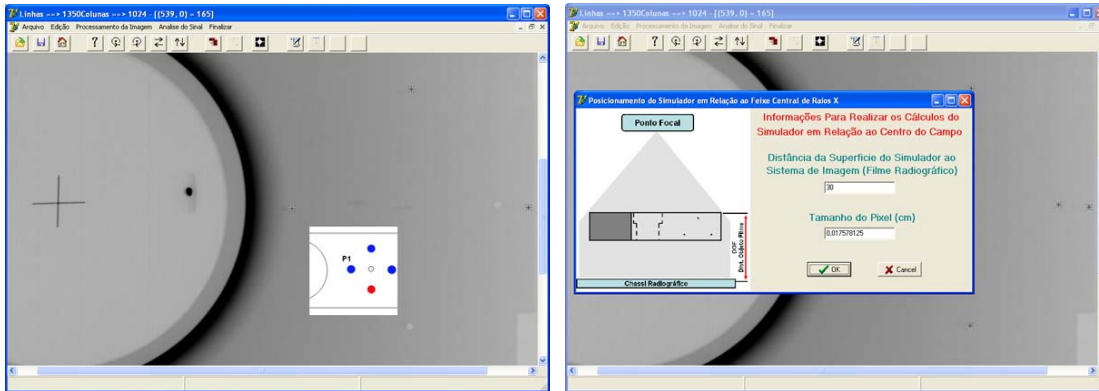 Linhas ---> 1350Colunas ---> 1024 - [(539, 0) - 165]
Arquivo Edição Processamento da Imagem Analise do Sinal Finalizar
P1
Linhas ---> 1350Colunas ---> 1024 - [(539, 0) - 165]
Arquivo Edição Processamento da Imagem Analise do Sinal Finalizar
Posicionamento do Simulador em Relação ao Feixe Central de Raios X
Ponto Focal
DOF
Dist. Objeto Filme
Chassi Radiográfico
Informações Para Realizar os Cálculos do
Simulador em Relação ao Centro do Campo
Distância da Superfície do Simulador ao
Sistema de Imagem (Filme Radiográfico)
30
Tamanho do Pixel (cm)
0,017578125
OK
Cancel